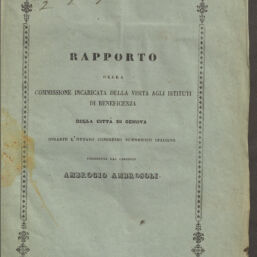 RAPPORTO
DELLA
COMMISSIONE INCARICATA DELLA VISITA AGLI ISTITUTI
DI BENEFICENZA
DELLA CITTÀ DI GENOVA
DURANTE L'OTTAVO CONGRESSO SCIENTIFICO ITALIANO
AMBROGIO AMBROSOLI